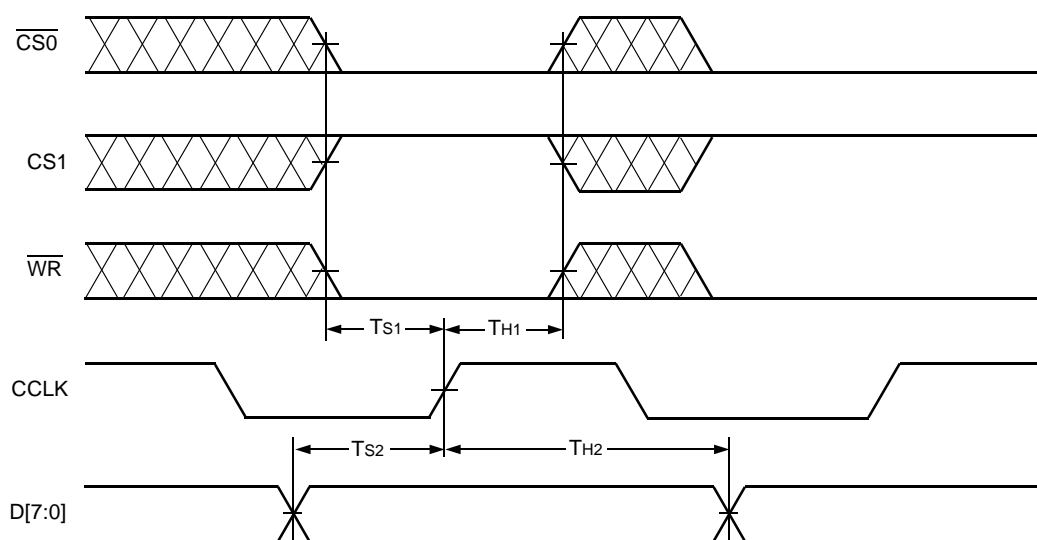 CS0
CS1
WR
TS1
TH1
CCLK
TS2
TH2
D[7:0]